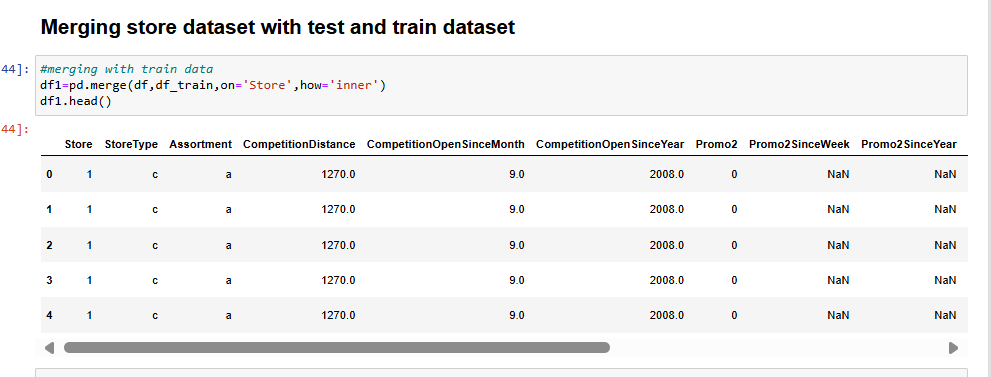 Merging store dataset with test and train dataset
44]: #merging with train data
df1=pd.merge(df,df_train,on='Store',how='inner')
df1.head()
44]:
Store StoreType Assortment CompetitionDistance CompetitionOpenSinceMonth CompetitionOpenSinceYear Promo2 Promo2SinceWeek Promo2SinceYear
0 1 c a 1270.0 9.0 2008.0 0 NaN NaN
1 1 c a 1270.0 9.0 2008.0 0 NaN NaN
2 1 c a 1270.0 9.0 2008.0 0 NaN NaN
3 1 c a 1270.0 9.0 2008.0 0 NaN NaN
4 1 c a 1270.0 9.0 2008.0 0 NaN NaN